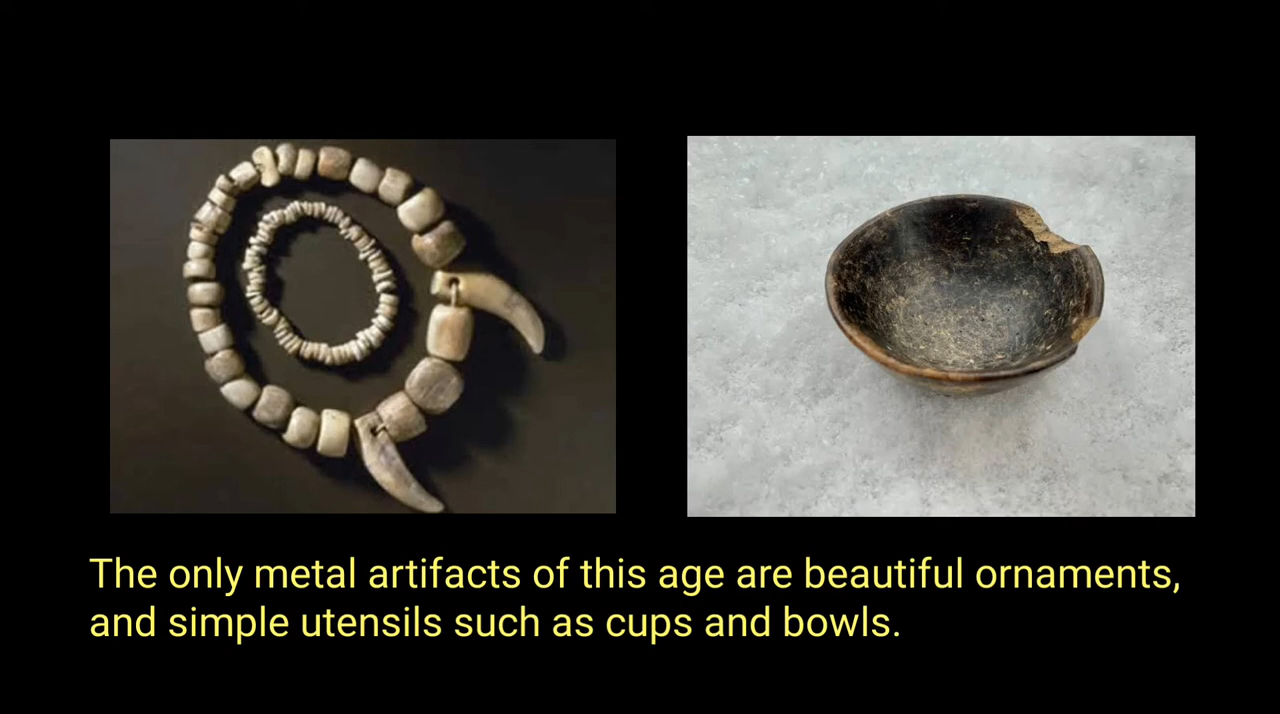 The only metal artifacts of this age are beautiful ornaments,
and simple utensils such as cups and bowls.